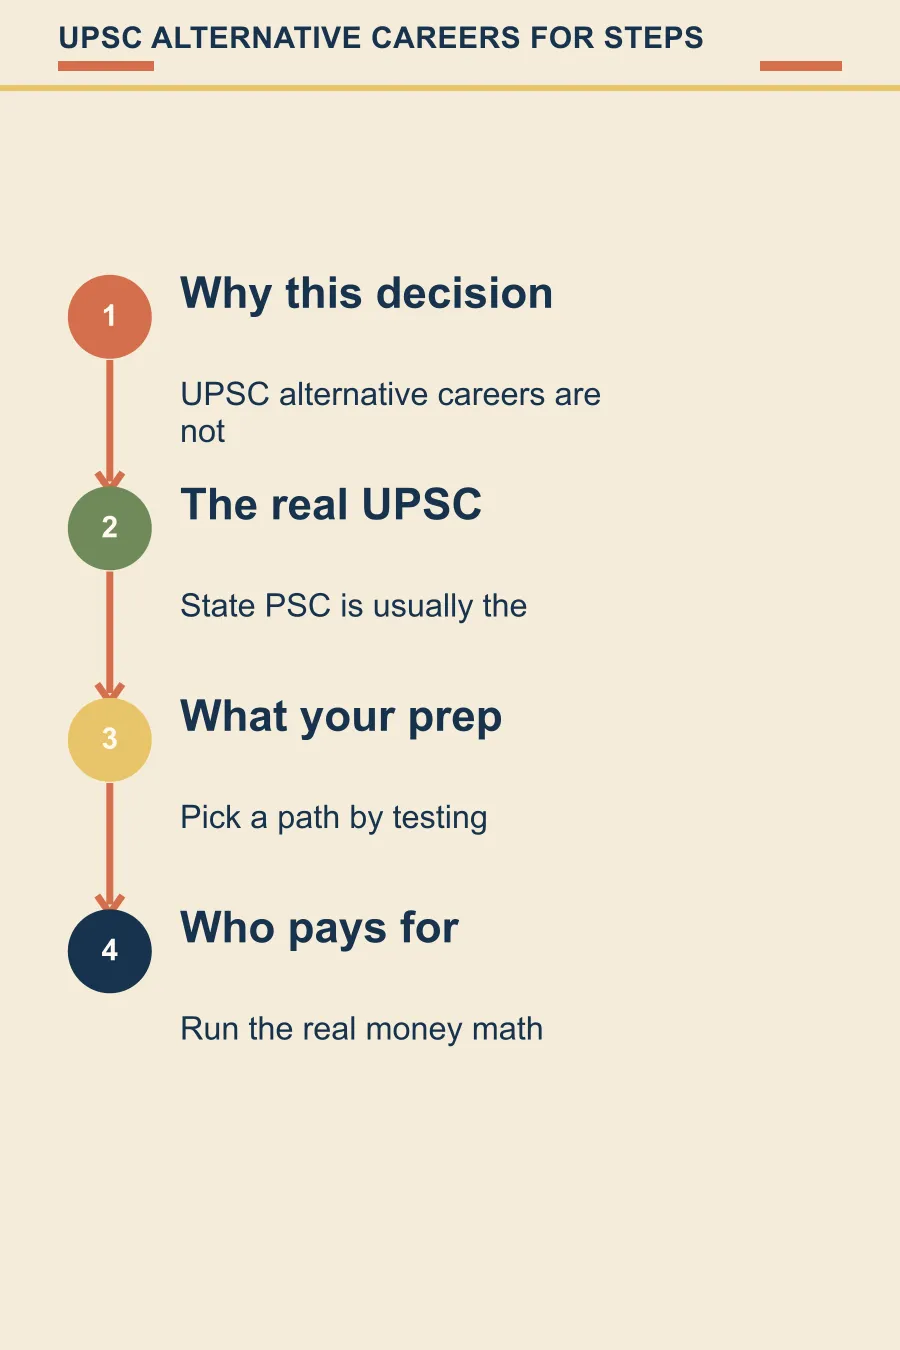 UPSC ALTERNATIVE CAREERS FOR STEPS
1
Why this decision
UPSC alternative careers are
not
2
The real UPSC
State PSC is usually the
3
What your prep
Pick a path by testing
4
Who pays for
Run the real money math